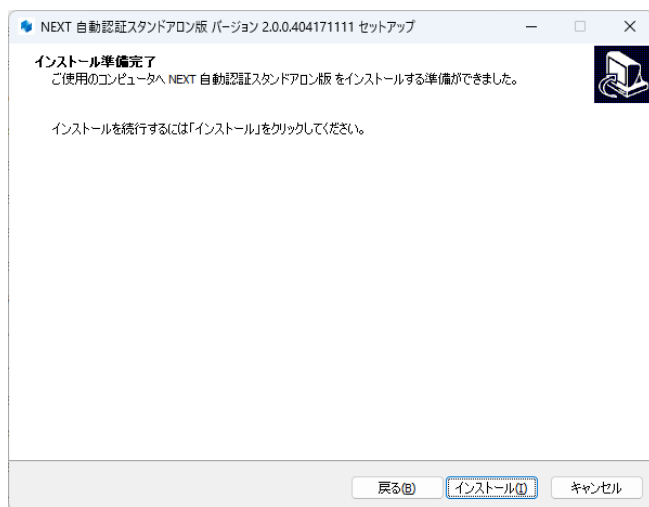 NEXT 自動認証スタンドアロン版 バージョン 2.0.0.404171111 セットアップ
インストール準備完了
ご使用のコンピュータへ NEXT 自動認証スタンドアロン版 をインストールする準備ができました。
インストールを続行するには「インストール」をクリックしてください。
戻る(B)
インストール(I)
キャンセル